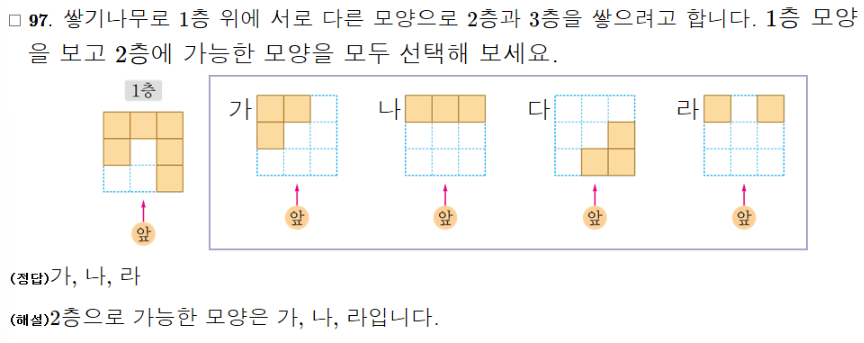 □ 97. 쌓기나무로 1층 위에 서로 다른 모양으로 2층과 3층을 쌓으려고 합니다. 1층 모양
을 보고 2층에 가능한 모양을 모두 선택해 보세요.
1층
앞
가 나 다 라
앞 앞 앞 앞
(정답)가, 나, 라
(해설)2층으로 가능한 모양은 가, 나, 라입니다.